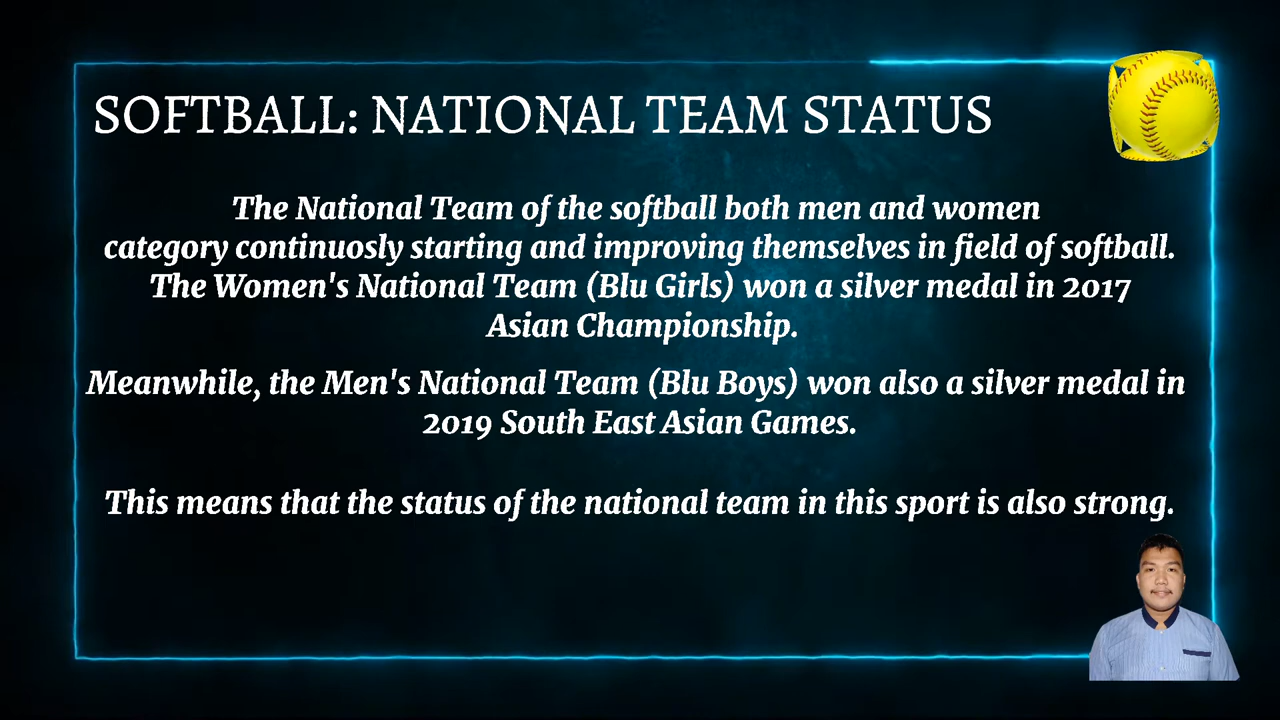 SOFTBALL: NATIONAL TEAM STATUS
The National Team of the softball both men and women
category continuosly starting and improving themselves in field of softball.
The Women's National Team (Blu Girls) won a silver medal in 2017
Asian Championship.
Meanwhile, the Men's National Team (Blu Boys) won also a silver medal in
2019 South East Asian Games.
This means that the status of the national team in this sport is also strong.